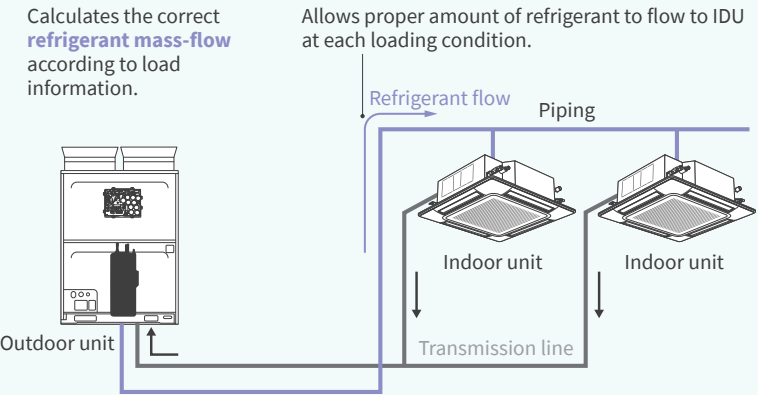 Calculates the correct
refrigerant mass-flow
according to load
information.
Allows proper amount of refrigerant to flow to IDU
at each loading condition.
Refrigerant flow
Piping
Indoor unit
Indoor unit
Outdoor unit
Transmission line